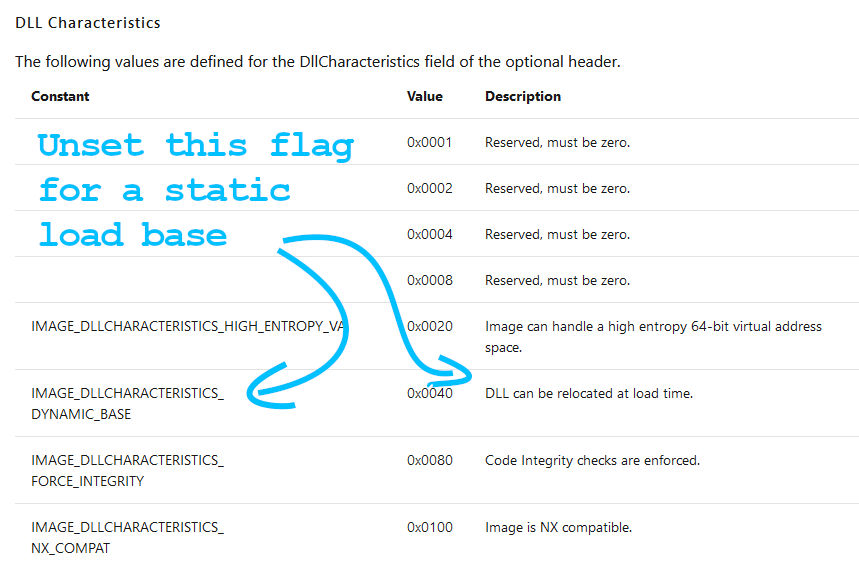 DLL Characteristics
The following values are defined for the DllCharacteristics field of the optional header.
Constant Value Description
Unset this flag
0x0001 Reserved, must be zero.
for a static
0x0002 Reserved, must be zero.
load base
0x0004 Reserved, must be zero.
0x0008 Reserved, must be zero.
IMAGE_DLLCHARACTERISTICS_HIGH_ENTROPY_VA 0x0020 Image can handle a high entropy 64-bit virtual address
space.
IMAGE_DLLCHARACTERISTICS_ 0x0040 DLL can be relocated at load time.
DYNAMIC_BASE
IMAGE_DLLCHARACTERISTICS_ 0x0080 Code Integrity checks are enforced.
FORCE_INTEGRITY
IMAGE_DLLCHARACTERISTICS_ 0x0100 Image is NX compatible.
NX_COMPAT